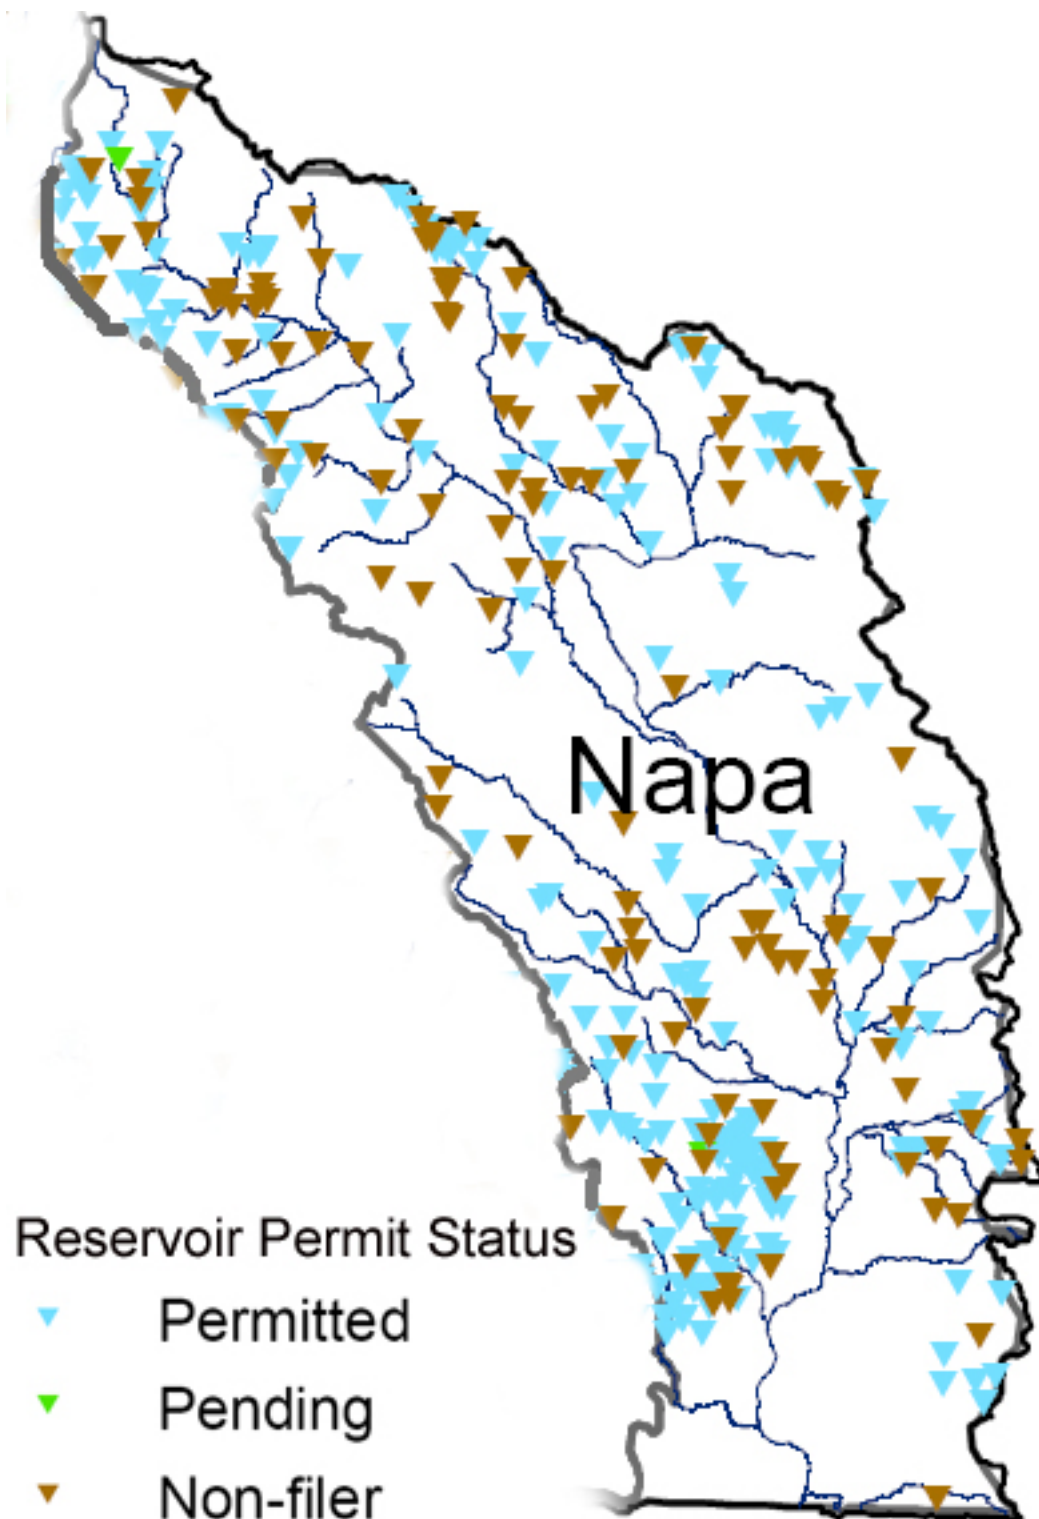 Napa
Reservoir Permit Status
Permitted
Pending
Non-filer